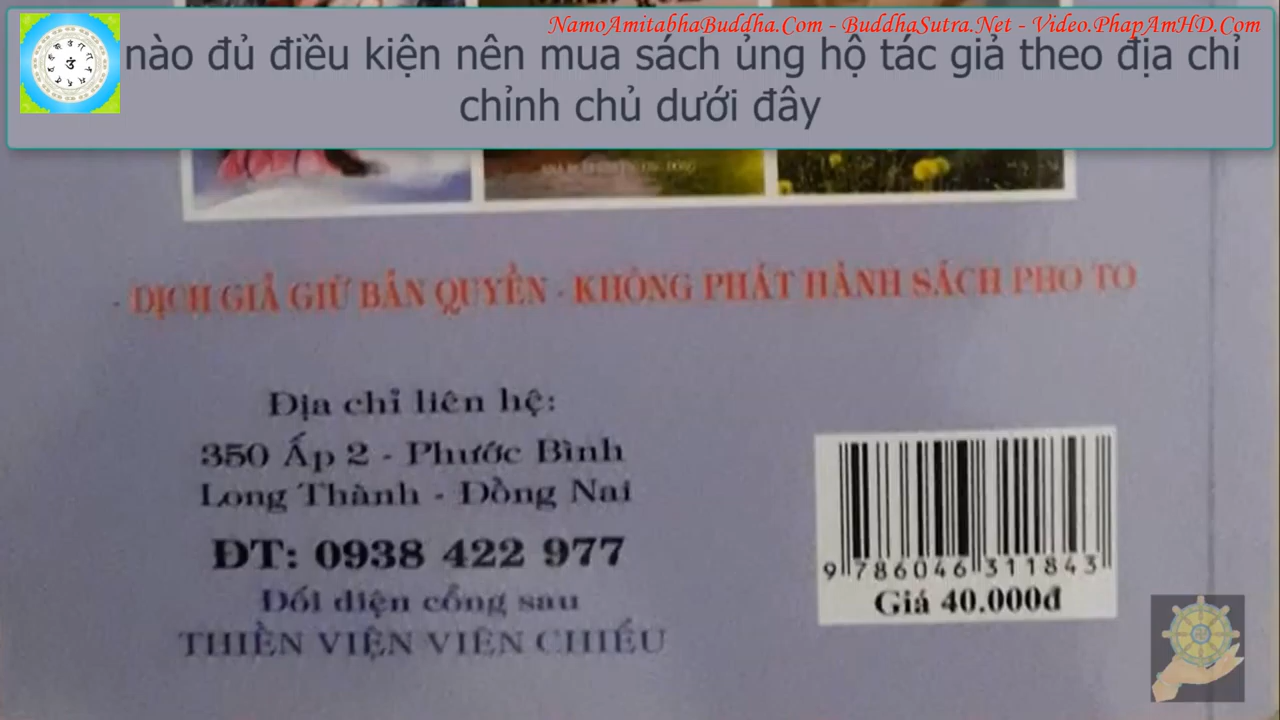 NamoAmitabhaBuddha.Com - BuddhaSutra.Net - Video.PhapAmHD.Com
nào đủ điều kiện nên mua sách ủng hộ tác giả theo địa chỉ
chỉnh chủ dưới đây
- DỊCH GIẢ GIỮ BẢN QUYỀN - KHÔNG PHÁT HÀNH SÁCH PHO TO
Địa chỉ liên hệ:
350 Ấp 2 - Phước Bình
Long Thành - Đồng Nai
ĐT: 0938 422 977
Đối diện cổng sau
THIỀN VIỆN VIÊN CHIẾU
9 786046 311843
Giá 40.000đ